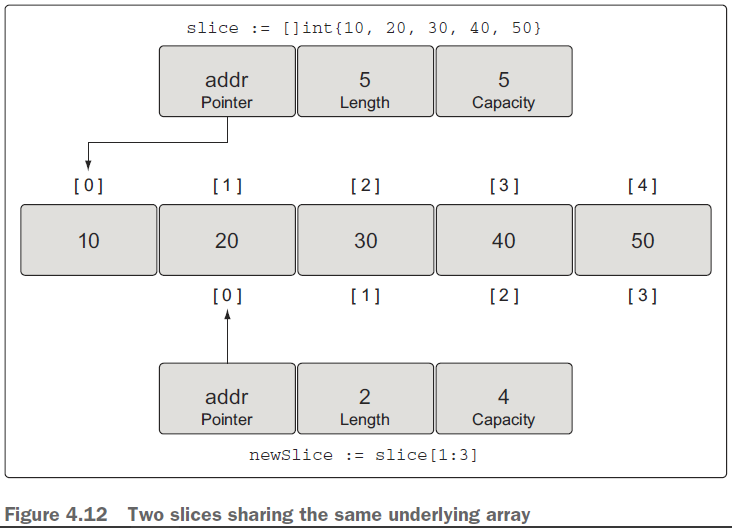 slice := []int{10, 20, 30, 40, 50}
addr 5 5
Pointer Length Capacity
[0] [1] [2] [3] [4]
10 20 30 40 50
[0] [1] [2] [3]
addr 2 4
Pointer Length Capacity
newSlice := slice[1:3]
Figure 4.12 Two slices sharing the same underlying array